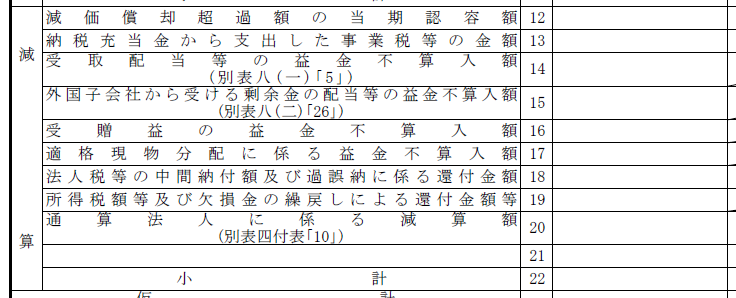 減価償却超過額の当期認容額 12
納税充当金から支出した事業税等の金額 13
受取配当等の益金不算入額
(別表八(一)「5」) 14
外国子会社から受ける剰余金の配当等の益金不算入額
(別表八(二)「26」) 15
受贈益の益金不算入額 16
適格現物分配に係る益金不算入額 17
法人税等の中間納付額及び過誤納に係る還付金額 18
所得税額等及び欠損金の繰戻しによる還付金額等 19
通算法人に係る減算額
(別表四付表「10」) 20
21
小計 22
減
算
仮計